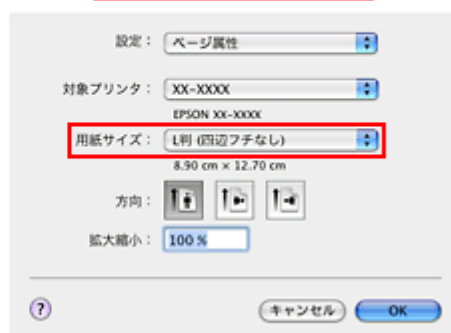 設定： ページ属性
対象プリンタ： XX-XXXX
EPSON XX-XXXX
用紙サイズ： L判 (四辺フチなし)
8.90 cm × 12.70 cm
方向：
拡大縮小： 100 %
? キャンセル OK